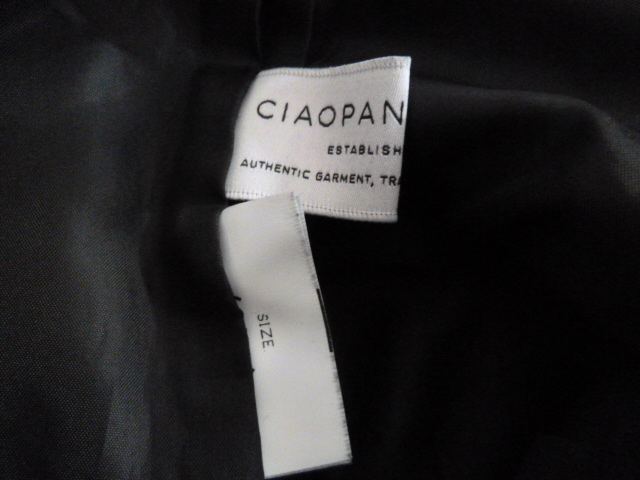 CIAOPAN
ESTABLISH
AUTHENTIC GARMENT, TRA
SIZE